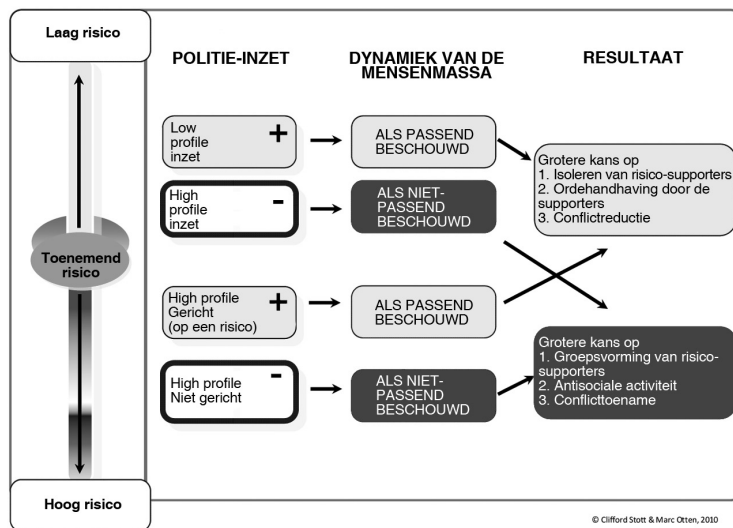 Laag risico
POLITIE-INZET
DYNAMIEK VAN DE
MENSENMASSA
RESULTAAT
Low
profile
inzet
+
ALS PASSEND
BESCHOUWD
High
profile
inzet
-
ALS NIET-
PASSEND
BESCHOUWD
Grotere kans op
1. Isoleren van risico-supporters
2. Ordehandhaving door de
supporters
3. Conflictreductie
Toenemend
risico
High profile
Gericht
(op een risico)
+
ALS PASSEND
BESCHOUWD
High profile
Niet gericht
-
ALS NIET-
PASSEND
BESCHOUWD
Grotere kans op
1. Groepsvorming van risico-
supporters
2. Antisociale activiteit
3. Conflicttoename
Hoog risico
© Clifford Stott & Marc Otten, 2010